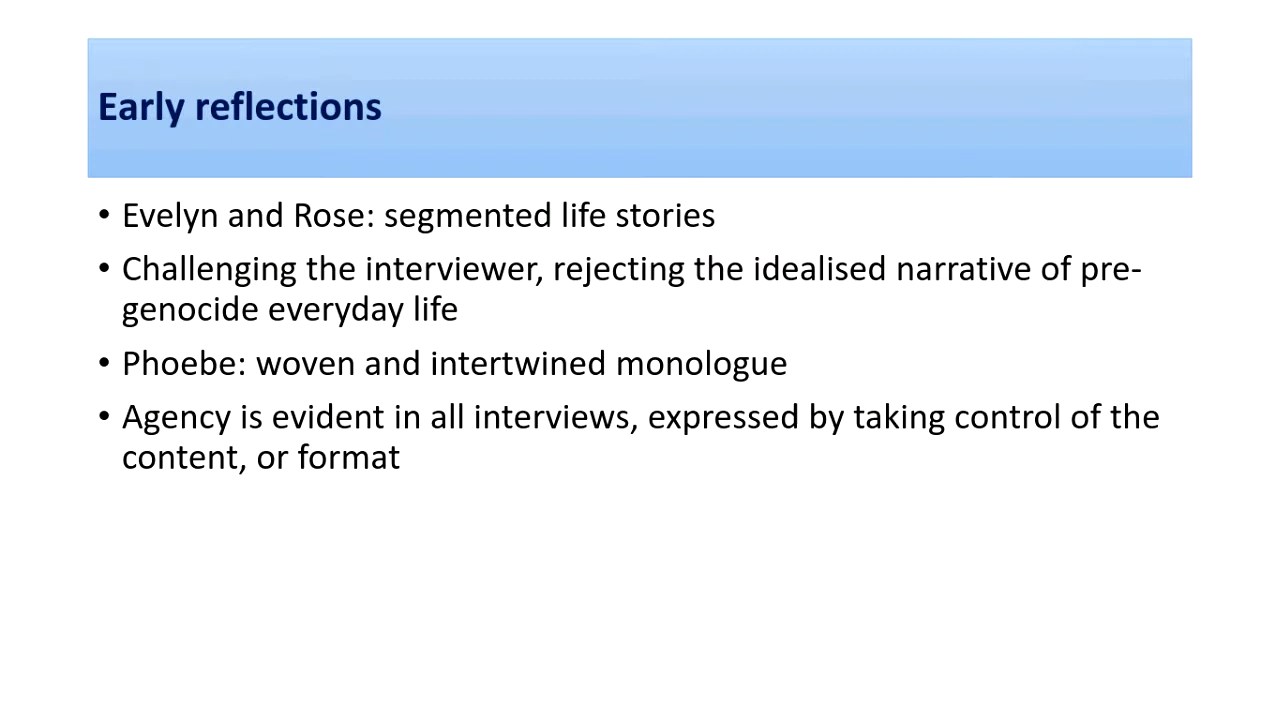 Early reflections
• Evelyn and Rose: segmented life stories
• Challenging the interviewer, rejecting the idealised narrative of pre-
genocide everyday life
• Phoebe: woven and intertwined monologue
• Agency is evident in all interviews, expressed by taking control of the
content, or format